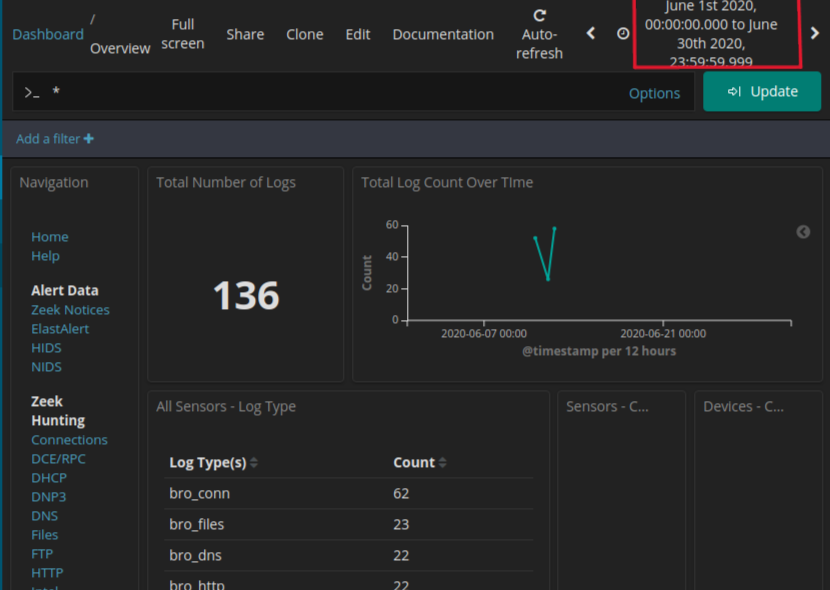 Dashboard / Overview
Full screen
Share
Clone
Edit
Documentation
Auto-refresh
June 1st 2020,
00:00:00.000 to June
30th 2020,
23:59:59.999
>_ *
Options
Update
Add a filter +
Navigation
Home
Help
Alert Data
Zeek Notices
ElastAlert
HIDS
NIDS
Zeek
Hunting
Connections
DCE/RPC
DHCP
DNP3
DNS
Files
FTP
HTTP
Intel
Total Number of Logs
136
Total Log Count Over TIme
Count
60
40
20
0
2020-06-07 00:00
2020-06-21 00:00
@timestamp per 12 hours
All Sensors - Log Type
Log Type(s) Count
bro_conn 62
bro_files 23
bro_dns 22
bro_http 22
Sensors - C...
Devices - C...